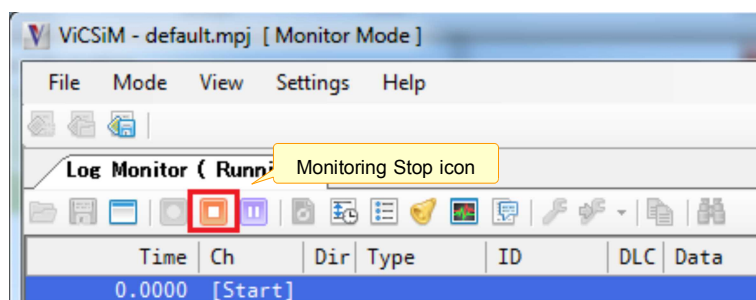 ViCSiM - default.mpj [ Monitor Mode ]
File Mode View Settings Help
Log Monitor ( Runni
Monitoring Stop icon
Time Ch Dir Type ID DLC Data
0.0000 [Start]